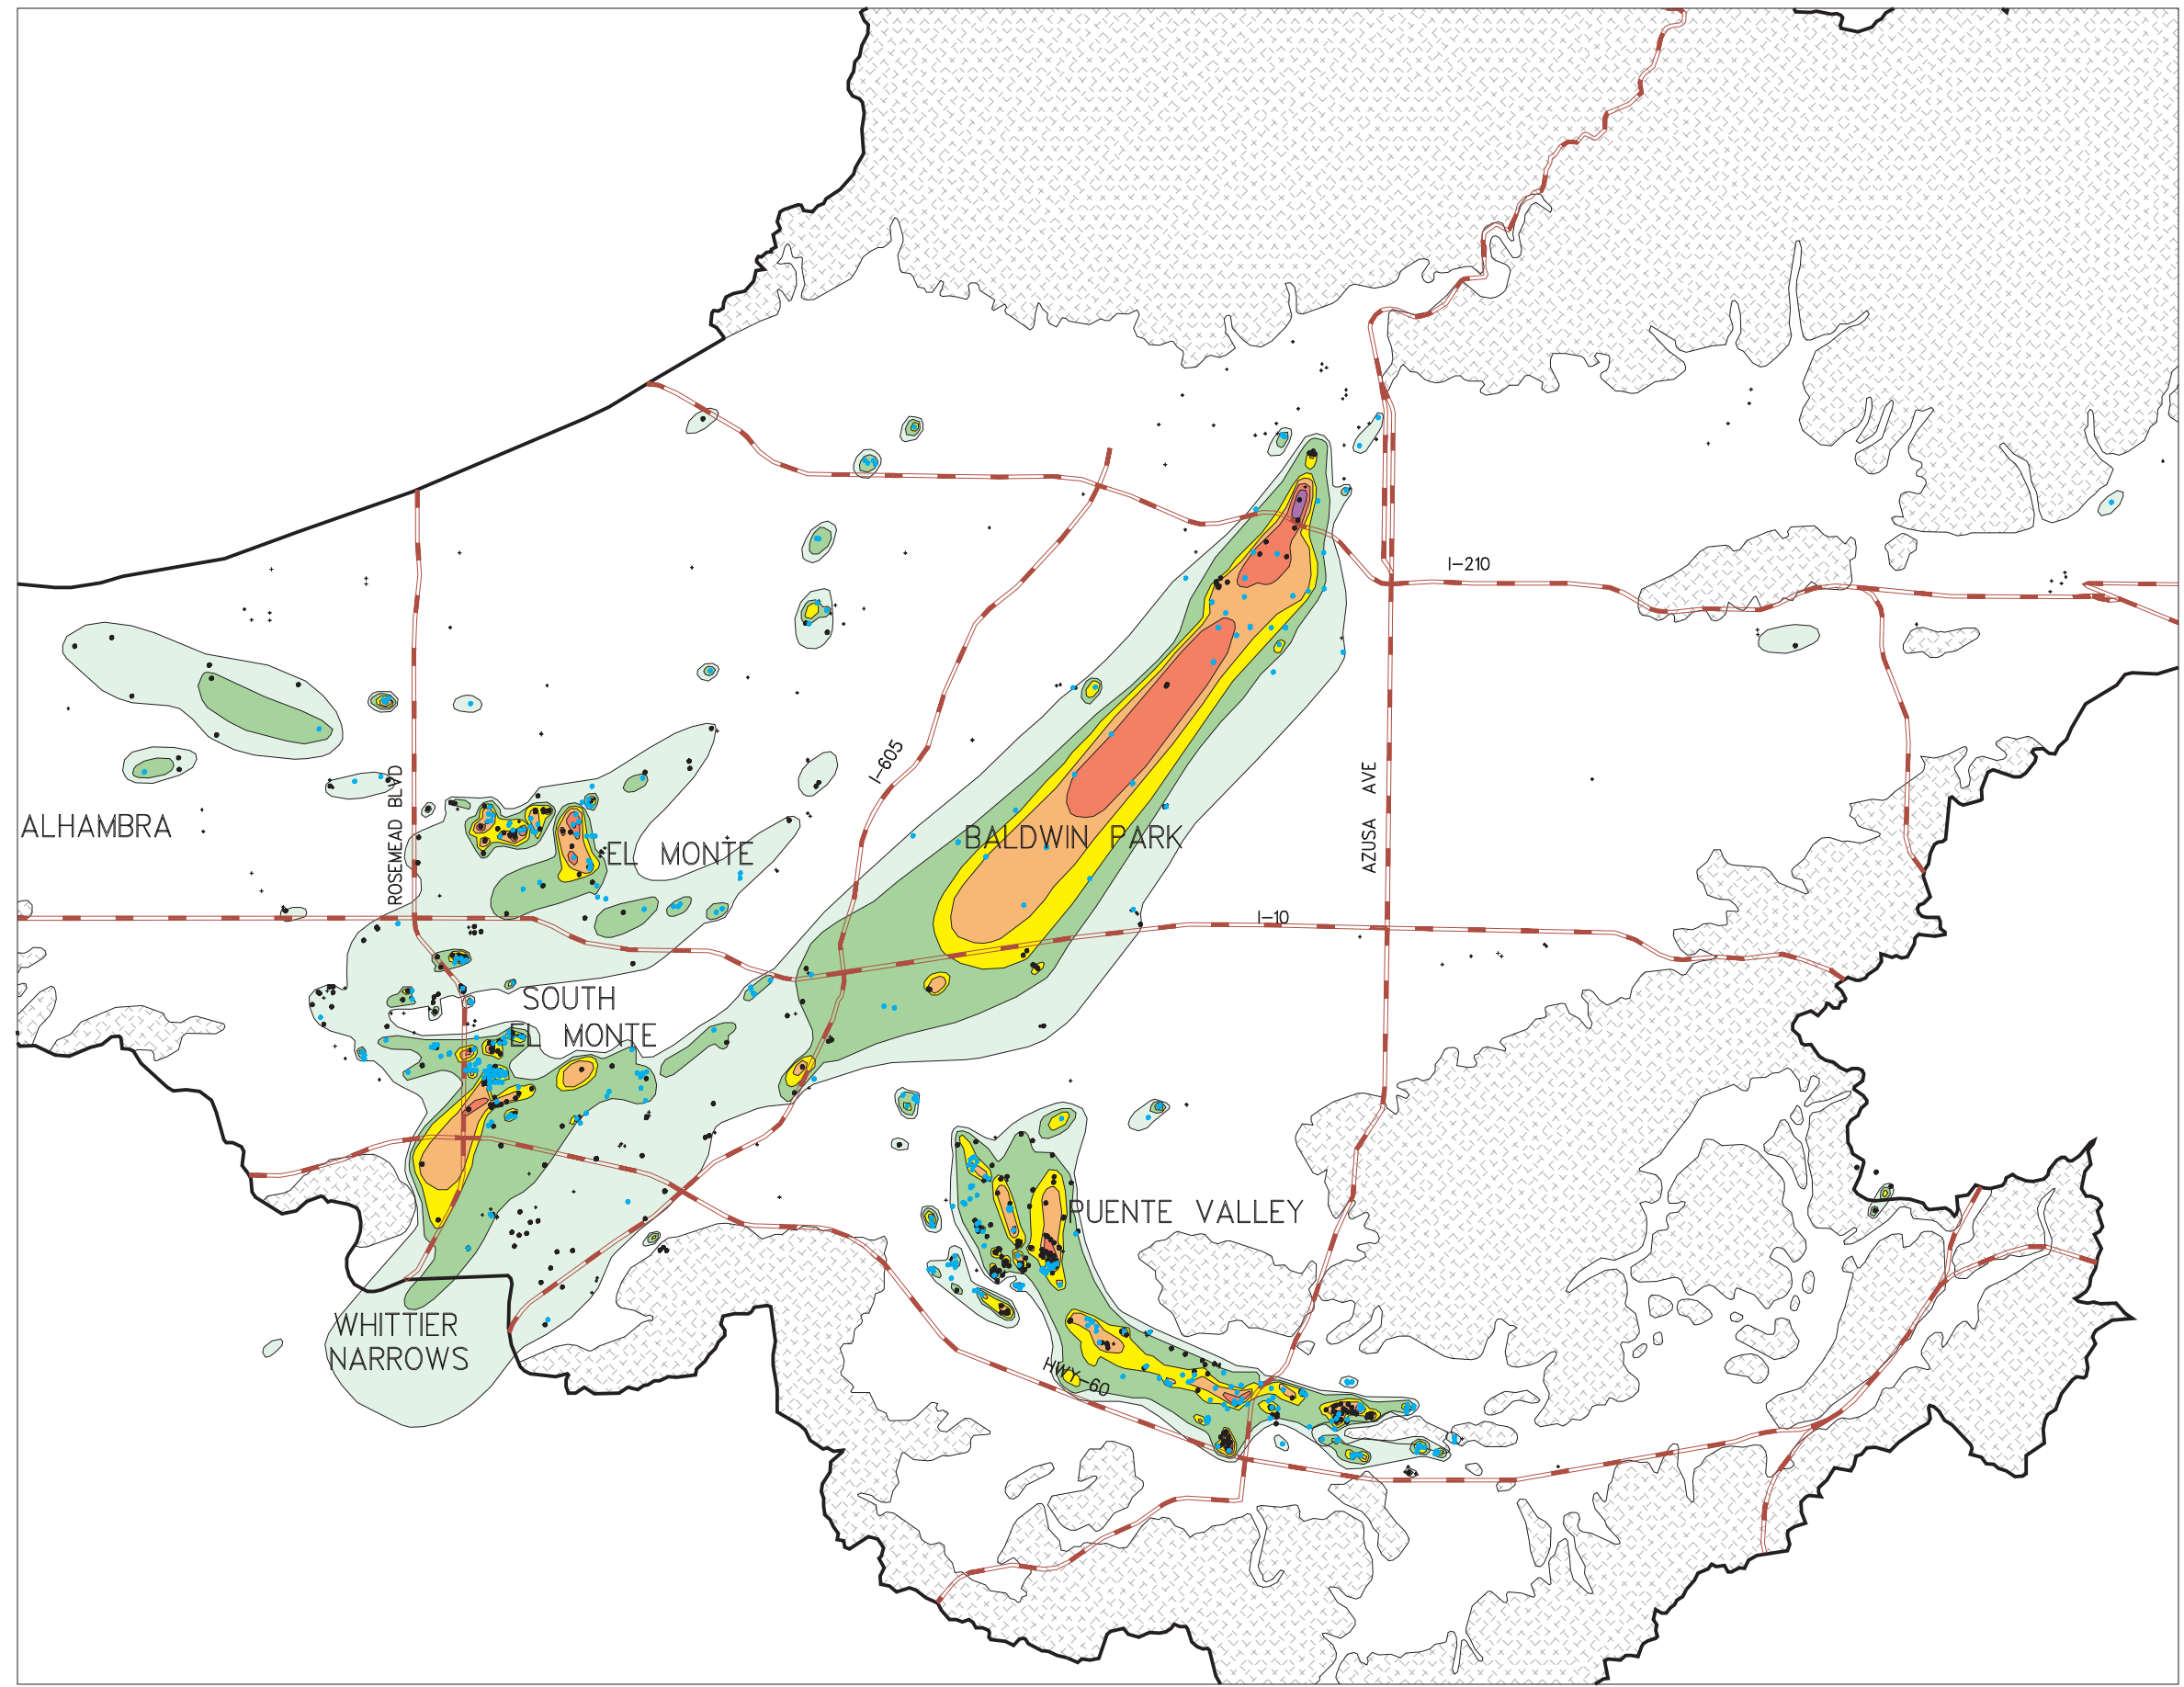 I-210
I-605
ROSEMEAD BLVD
AZUSA AVE
ALHAMBRA
BALDWIN PARK
EL MONTE
I-10
SOUTH
EL MONTE
PUENTE VALLEY
WHITTIER
NARROWS
HWY-60